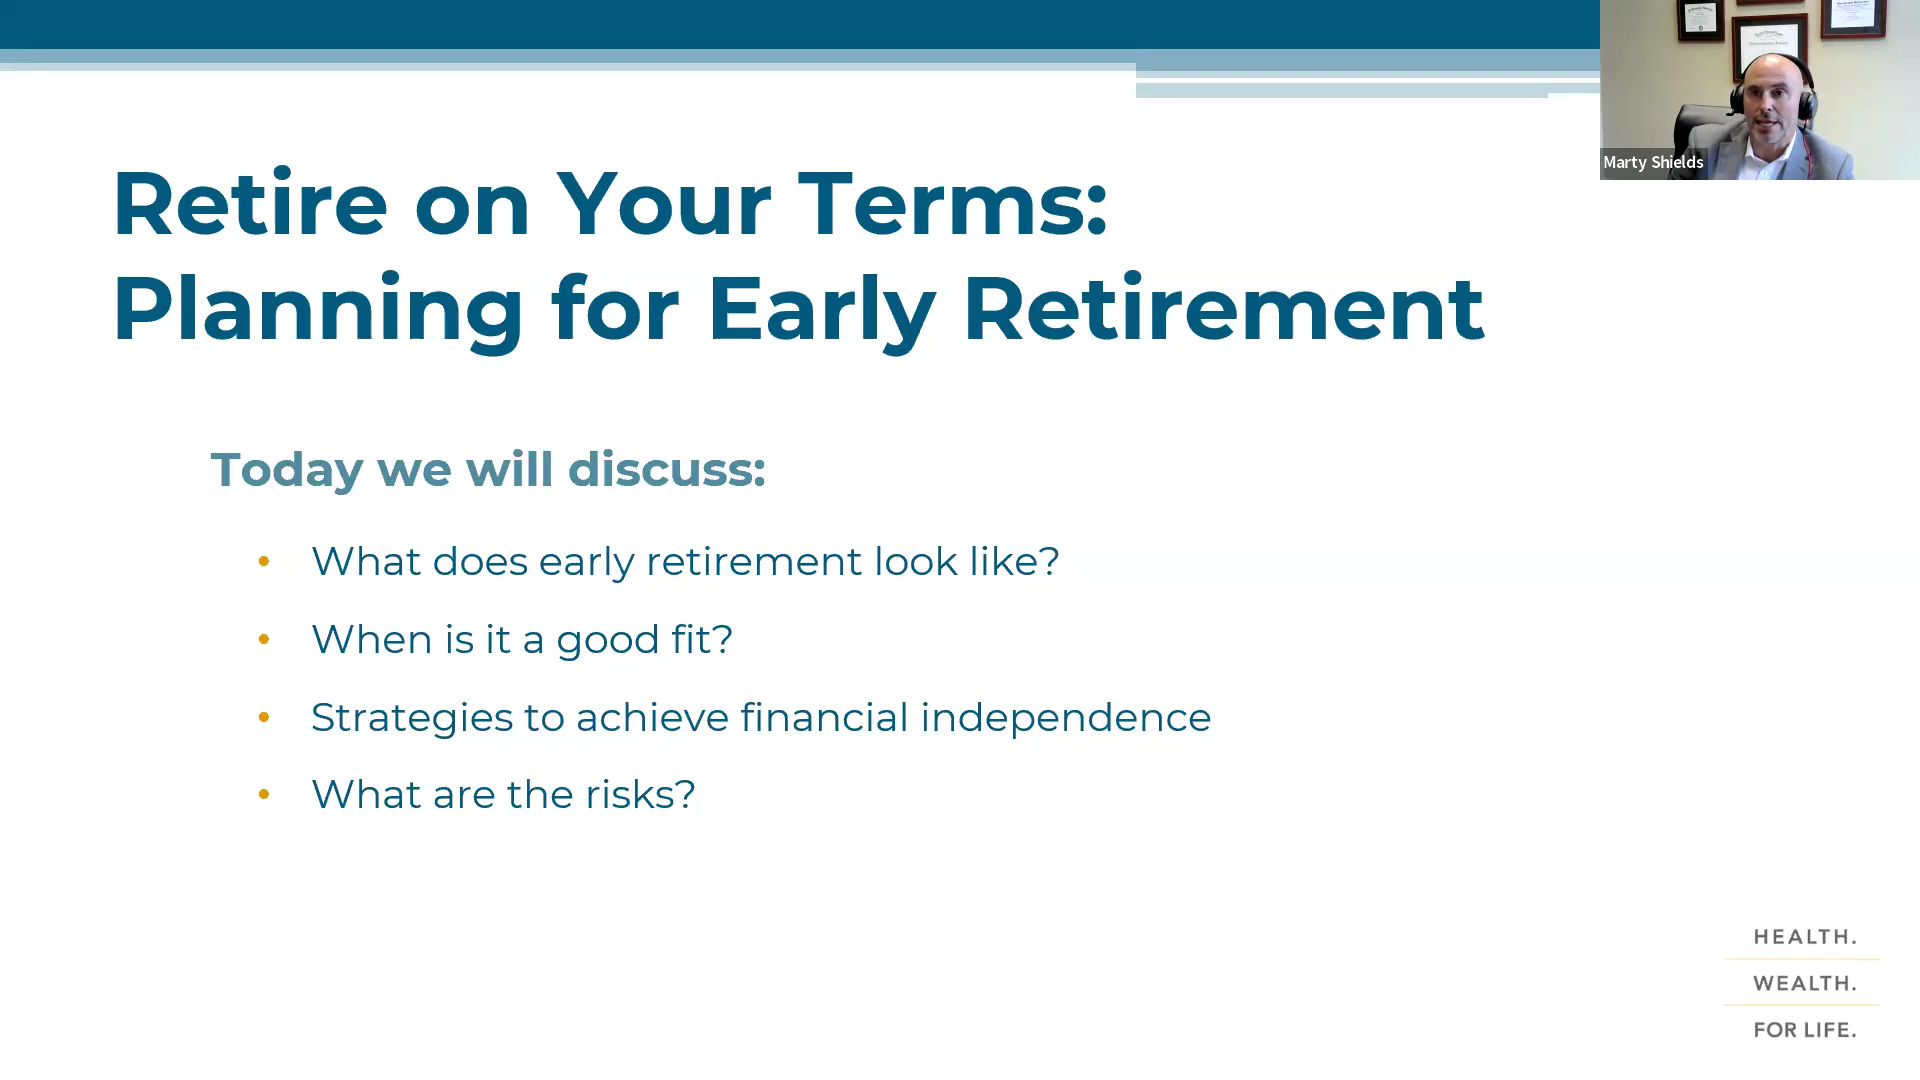 Retire on Your Terms:
Planning for Early Retirement
Marty Shields
Today we will discuss:
• What does early retirement look like?
• When is it a good fit?
• Strategies to achieve financial independence
• What are the risks?
HEALTH.
WEALTH.
FOR LIFE.